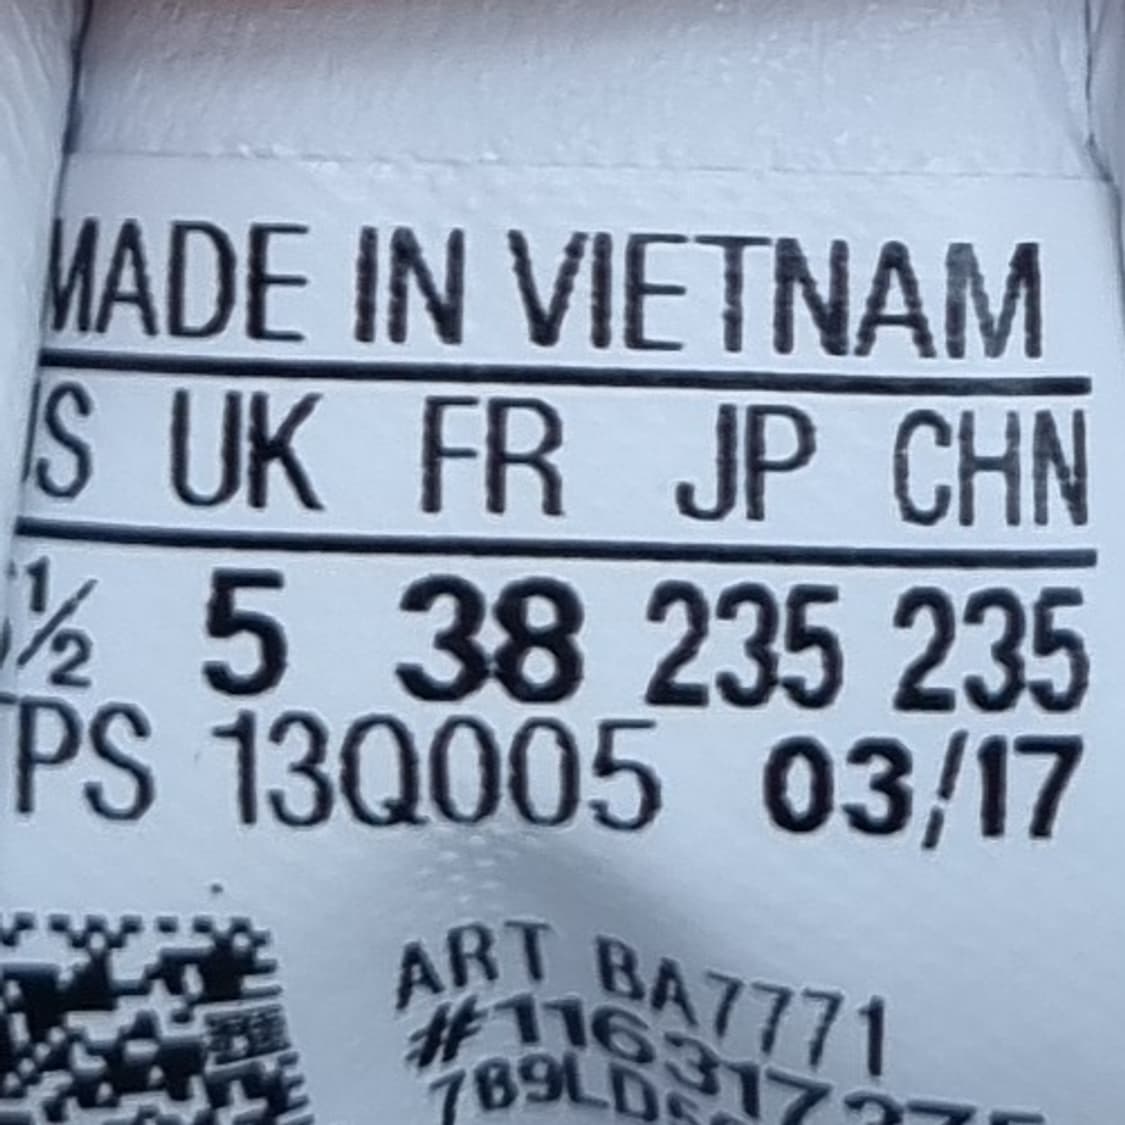 MADE IN VIETNAM
US UK FR JP CHN
½ 5 38 235 235
PS 13Q005 03/17
ART BA7771